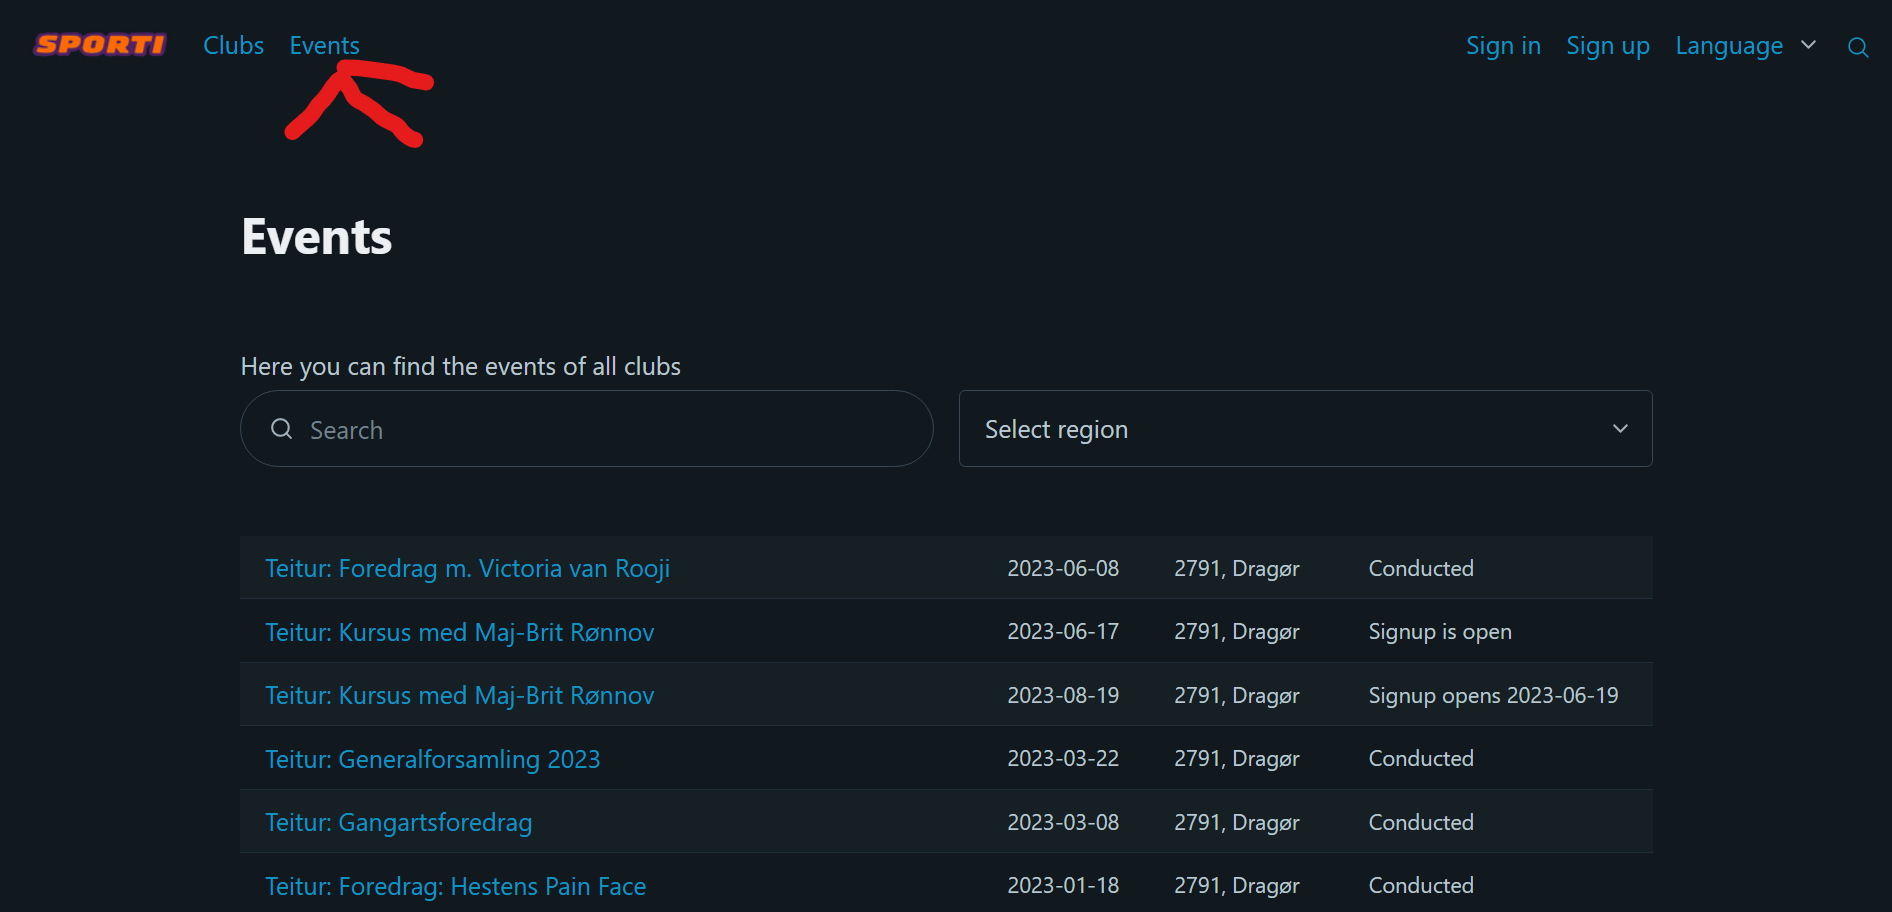 SPORTI Clubs Events Sign in Sign up Language
Events
Here you can find the events of all clubs
Search Select region
Teitur: Foredrag m. Victoria van Rooji 2023-06-08 2791, Dragør Conducted
Teitur: Kursus med Maj-Brit Rønnov 2023-06-17 2791, Dragør Signup is open
Teitur: Kursus med Maj-Brit Rønnov 2023-08-19 2791, Dragør Signup opens 2023-06-19
Teitur: Generalforsamling 2023 2023-03-22 2791, Dragør Conducted
Teitur: Gangartsforedrag 2023-03-08 2791, Dragør Conducted
Teitur: Foredrag: Hestens Pain Face 2023-01-18 2791, Dragør Conducted